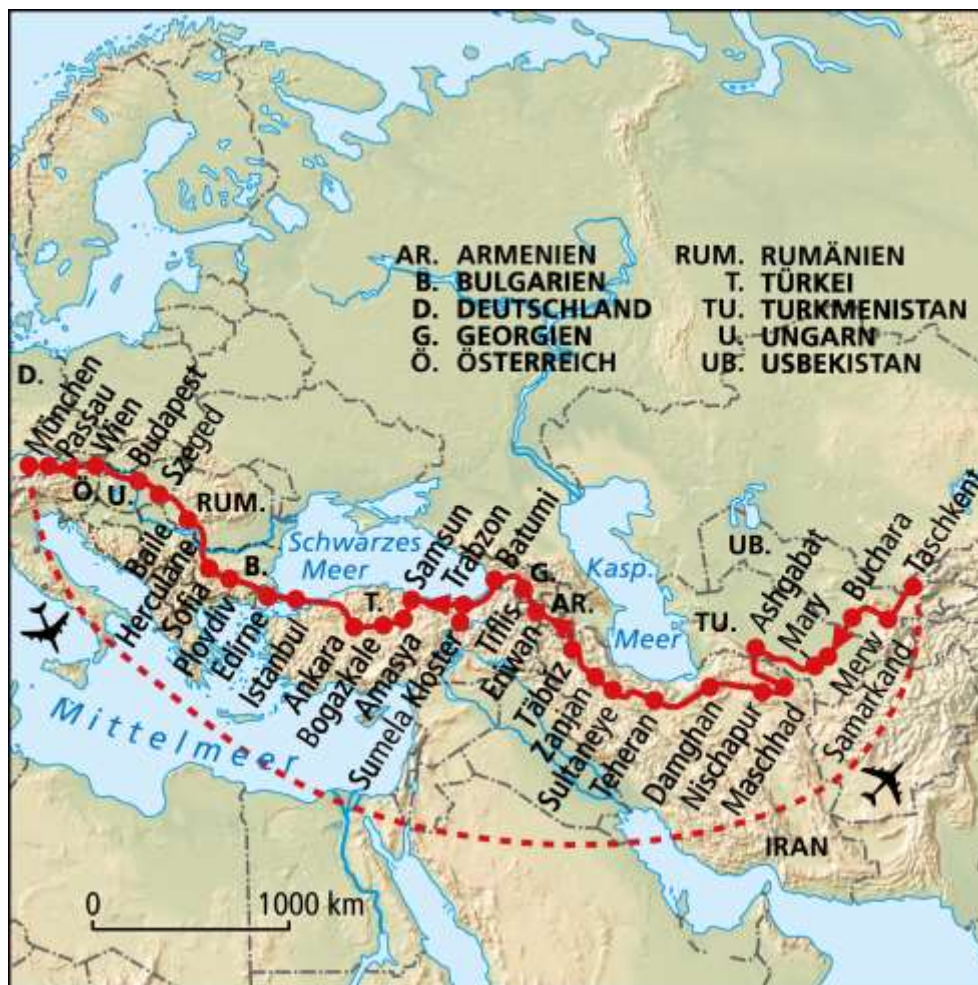 AR. ARMENIEN
B. BULGARIEN
D. DEUTSCHLAND
G. GEORGIEN
Ö. ÖSTERREICH
RUM. RUMÄNIEN
T. TÜRKEI
TU. TURKMENISTAN
U. UNGARN
UB. USBEKISTAN
D.
München
Passau
Wien
Budapest
Szeged
Ö.
U.
RUM.
Baile
Herculane
Sofia
Ploydiv
B.
Edirne
Istanbul
Schwarzes
Meer
T.
Ankara
Bogazkale
Amasya
Samsun
Trabzon
Sumela Kloster
Batumi
G.
Tiflis
AR.
Eriwan
Täbriz
Zanjan
Sultaneye
Teheran
Kasp.
Meer
Damghan
Nischapur
Maschhad
TU.
UB.
Ashgabat
Mary
Merw
Buchara
Samarkand
Taschkent
Mittelmeer
IRAN
0 1000 km